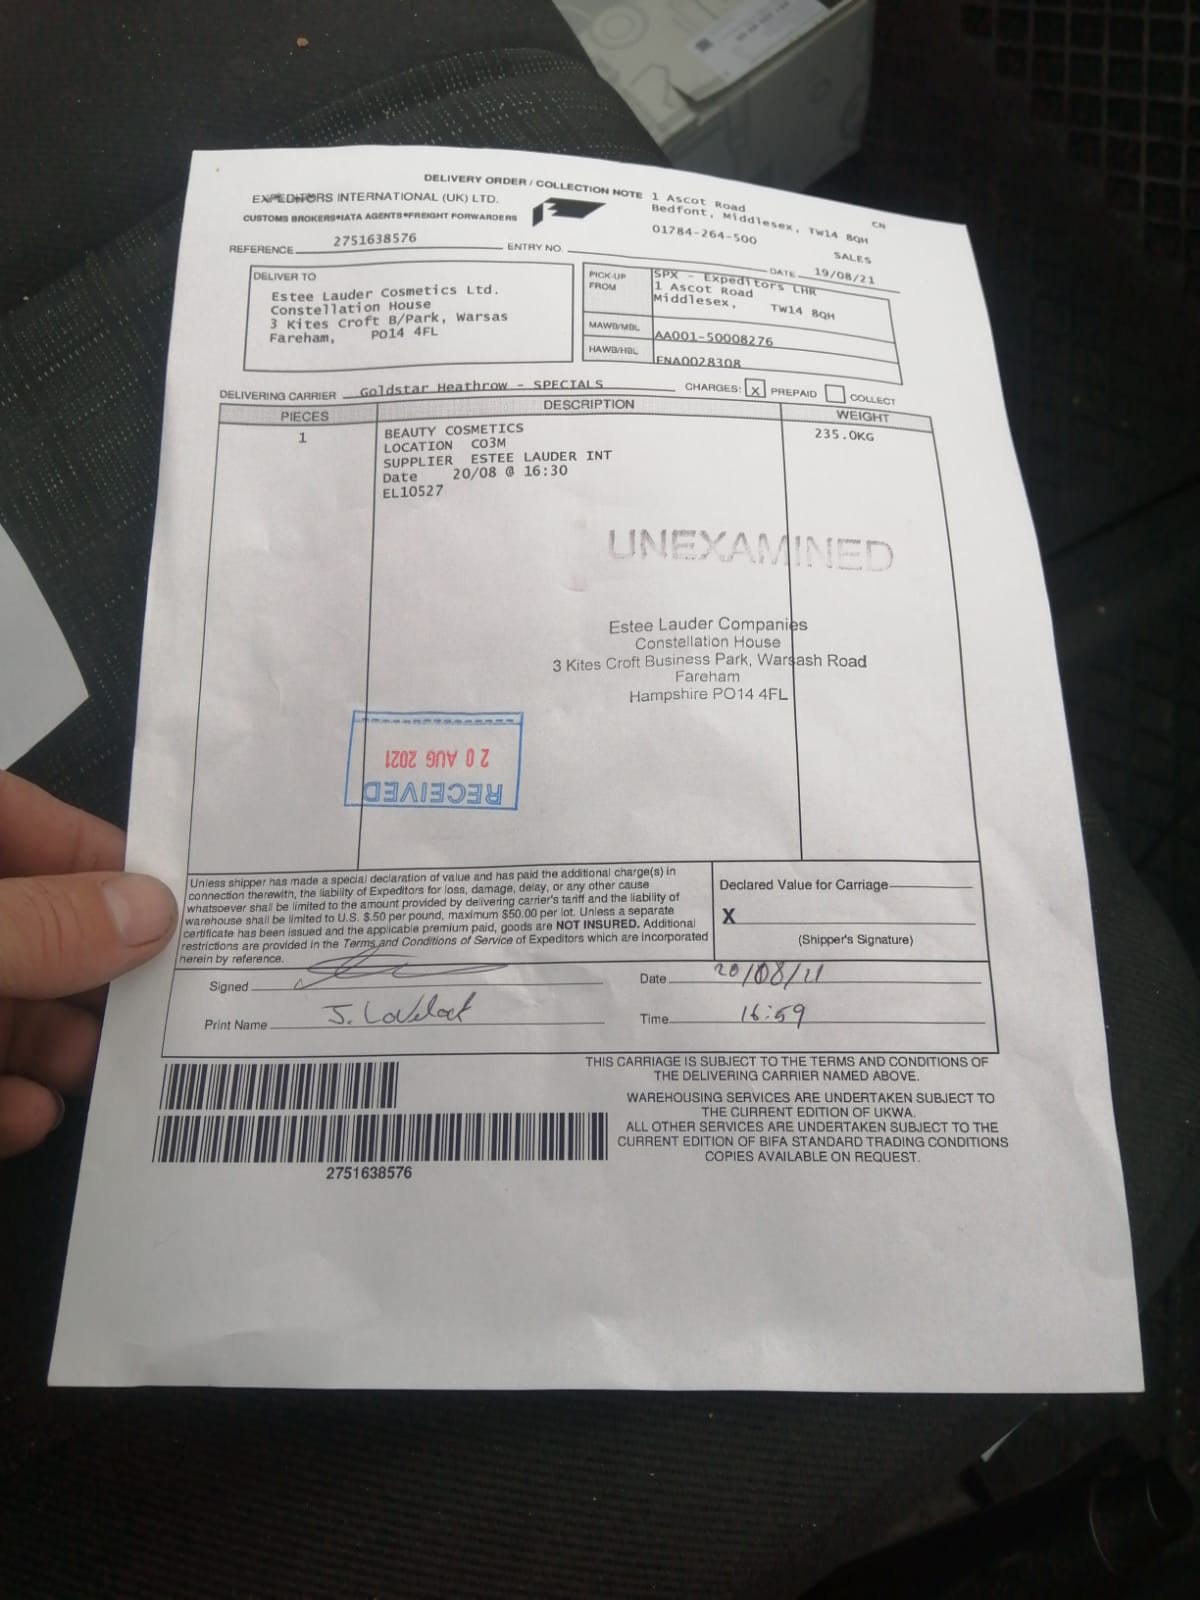 DELIVERY ORDER / COLLECTION NOTE
EXPEDITORS INTERNATIONAL (UK) LTD.
CUSTOMS BROKERS*IATA AGENTS*FREIGHT FORWARDERS
1 Ascot Road
Bedfont, Middlesex, TW14 8QH
01784-264-500
CN
SALES
REFERENCE 2751638576
ENTRY NO.
DATE 19/08/21
DELIVER TO
Estee Lauder Cosmetics Ltd.
Constellation House
3 Kites Croft B/Park, Warsas
Fareham, PO14 4FL
PICK-UP FROM
SPX - Expeditors LHR
1 Ascot Road
Middlesex, TW14 8QH
MAWB/MBL AA001-50008276
HAWB/HBL ENA0028308
DELIVERING CARRIER Goldstar Heathrow - SPECIALS
CHARGES: X PREPAID COLLECT
PIECES DESCRIPTION WEIGHT
1 BEAUTY COSMETICS 235.0KG
LOCATION CO3M
SUPPLIER ESTEE LAUDER INT
Date 20/08 @ 16:30
EL10527
UNEXAMINED
Estee Lauder Companies
Constellation House
3 Kites Croft Business Park, Warsash Road
Fareham
Hampshire PO14 4FL
RECEIVED
20 AUG 2021
Unless shipper has made a special declaration of value and has paid the additional charge(s) in
connection therewith, the liability of Expeditors for loss, damage, delay, or any other cause
whatsoever shall be limited to the amount provided by delivering carrier's tariff and the liability of
warehouse shall be limited to U.S. $.50 per pound, maximum $50.00 per lot. Unless a separate
certificate has been issued and the applicable premium paid, goods are NOT INSURED. Additional
restrictions are provided in the Terms and Conditions of Service of Expeditors which are incorporated
herein by reference.
Declared Value for Carriage
X
(Shipper's Signature)
Signed
Date 20/08/21
Print Name J. Lovelock
Time 16:59
THIS CARRIAGE IS SUBJECT TO THE TERMS AND CONDITIONS OF
THE DELIVERING CARRIER NAMED ABOVE.
WAREHOUSING SERVICES ARE UNDERTAKEN SUBJECT TO
THE CURRENT EDITION OF UKWA.
ALL OTHER SERVICES ARE UNDERTAKEN SUBJECT TO THE
CURRENT EDITION OF BIFA STANDARD TRADING CONDITIONS
COPIES AVAILABLE ON REQUEST.
2751638576